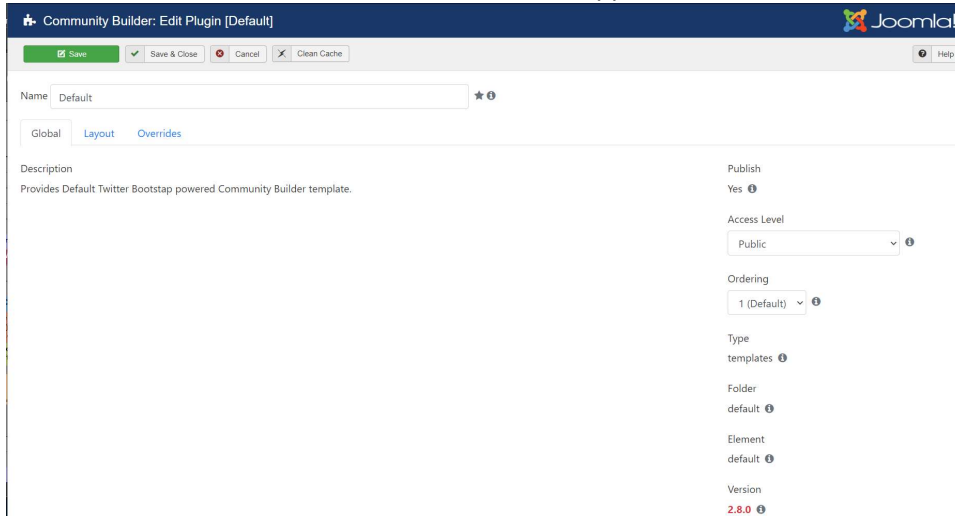 Community Builder: Edit Plugin [Default]
Joomla!
Save
Save & Close
Cancel
Clean Cache
Help
Name
Default
Global
Layout
Overrides
Description
Provides Default Twitter Bootstap powered Community Builder template.
Publish
Yes
Access Level
Public
Ordering
1 (Default)
Type
templates
Folder
default
Element
default
Version
2.8.0